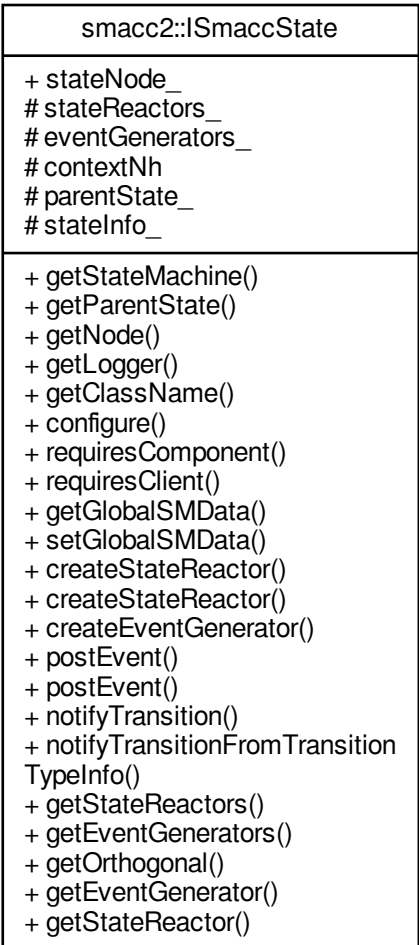 smacc2::ISmaccState
+ stateNode_
# stateReactors_
# eventGenerators_
# contextNh
# parentState_
# stateInfo_
+ getStateMachine()
+ getParentState()
+ getNode()
+ getLogger()
+ getClassName()
+ configure()
+ requiresComponent()
+ requiresClient()
+ getGlobalSMData()
+ setGlobalSMData()
+ createStateReactor()
+ createStateReactor()
+ createEventGenerator()
+ postEvent()
+ postEvent()
+ notifyTransition()
+ notifyTransitionFromTransition
TypeInfo()
+ getStateReactors()
+ getEventGenerators()
+ getOrthogonal()
+ getEventGenerator()
+ getStateReactor()